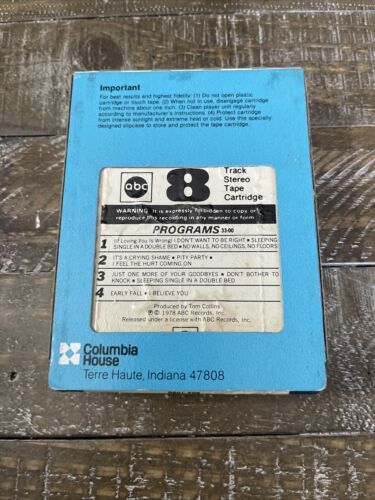 Important
For best results and highest fidelity: (1) Do not open plastic
cartridge or touch tape. (2) When not in use, disengage cartridge
from machine about one inch. (3) Clean player unit regularly
according to manufacturer's instructions. (4) Protect cartridge
from intense sunlight and extreme heat or cold. Use this specially
designed slipcase to store and protect the tape cartridge.
abc
8
Track
Stereo
Tape
Cartridge
WARNING: It is expressly forbidden to copy or
reproduce this recording in any manner or form
PROGRAMS 33:00
1 (If Loving You Is Wrong) I DON'T WANT TO BE RIGHT • SLEEPING
SINGLE IN A DOUBLE BED • NO WALLS, NO CEILINGS, NO FLOORS
2 IT'S A CRYING SHAME • PITY PARTY •
I FEEL THE HURT COMING ON
3 JUST ONE MORE OF YOUR GOODBYES • DON'T BOTHER TO
KNOCK • SLEEPING SINGLE IN A DOUBLE BED
4 EARLY FALL • I BELIEVE YOU
Produced by Tom Collins
℗ © 1978 ABC Records, Inc.
Released under a license with ABC Records, Inc.
Columbia
House
Terre Haute, Indiana 47808